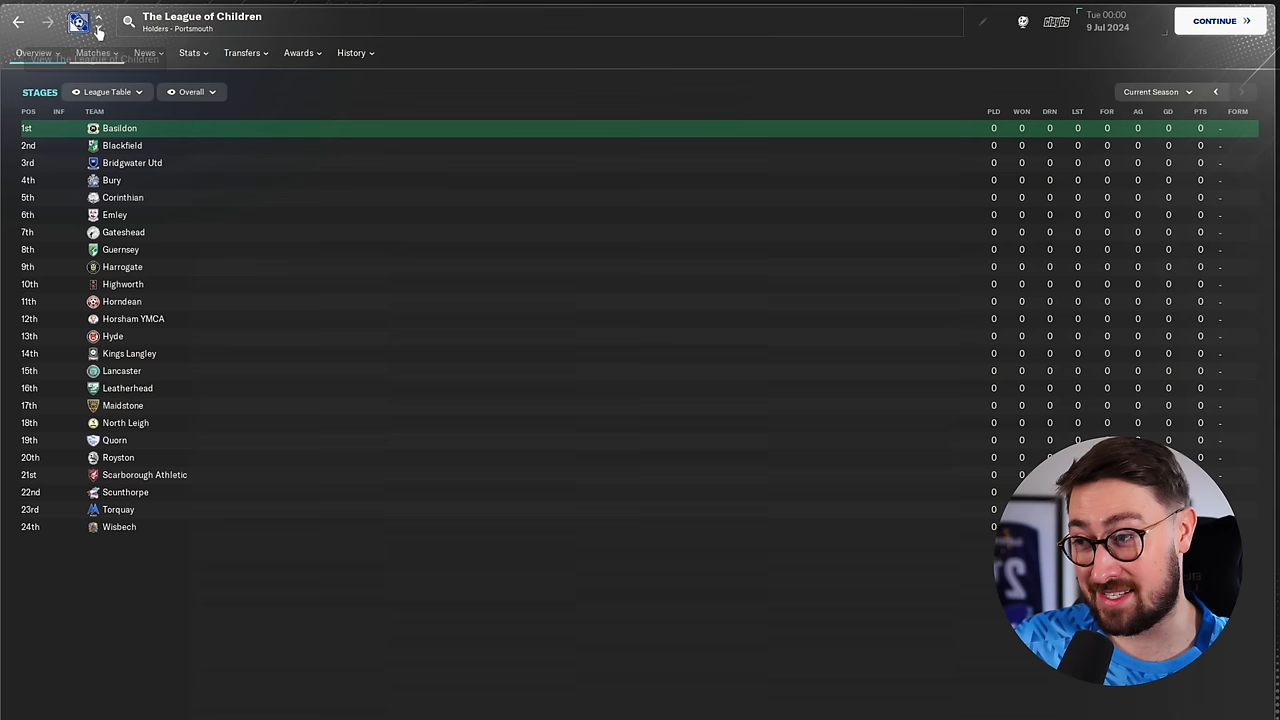 The League of Children
Holders - Portsmouth
Tue 00:00
9 Jul 2024
CONTINUE
Overview Matches News Stats Transfers Awards History
View The League of Children
STAGES League Table Overall Current Season
POS INF TEAM PLD WON DRN LST FOR AG GD PTS FORM
1st Basildon 0 0 0 0 0 0 0 0 -
2nd Blackfield 0 0 0 0 0 0 0 0 -
3rd Bridgwater Utd 0 0 0 0 0 0 0 0 -
4th Bury 0 0 0 0 0 0 0 0 -
5th Corinthian 0 0 0 0 0 0 0 0 -
6th Emley 0 0 0 0 0 0 0 0 -
7th Gateshead 0 0 0 0 0 0 0 0 -
8th Guernsey 0 0 0 0 0 0 0 0 -
9th Harrogate 0 0 0 0 0 0 0 0 -
10th Highworth 0 0 0 0 0 0 0 0 -
11th Horndean 0 0 0 0 0 0 0 0 -
12th Horsham YMCA 0 0 0 0 0 0 0 0 -
13th Hyde 0 0 0 0 0 0 0 0 -
14th Kings Langley 0 0 0 0 0 0 0 0 -
15th Lancaster 0 0 0 0 0 0 0 0 -
16th Leatherhead 0 0 0 0 0 0 0 0 -
17th Maidstone 0 0 0 0 0 0 0 0 -
18th North Leigh 0 0 0 0 0 0 0 0 -
19th Quorn 0 0 0 0 0 0 0 0 -
20th Royston 0 0 0 0 -
21st Scarborough Athletic 0 0 -
22nd Scunthorpe 0 0 -
23rd Torquay 0
24th Wisbech 0